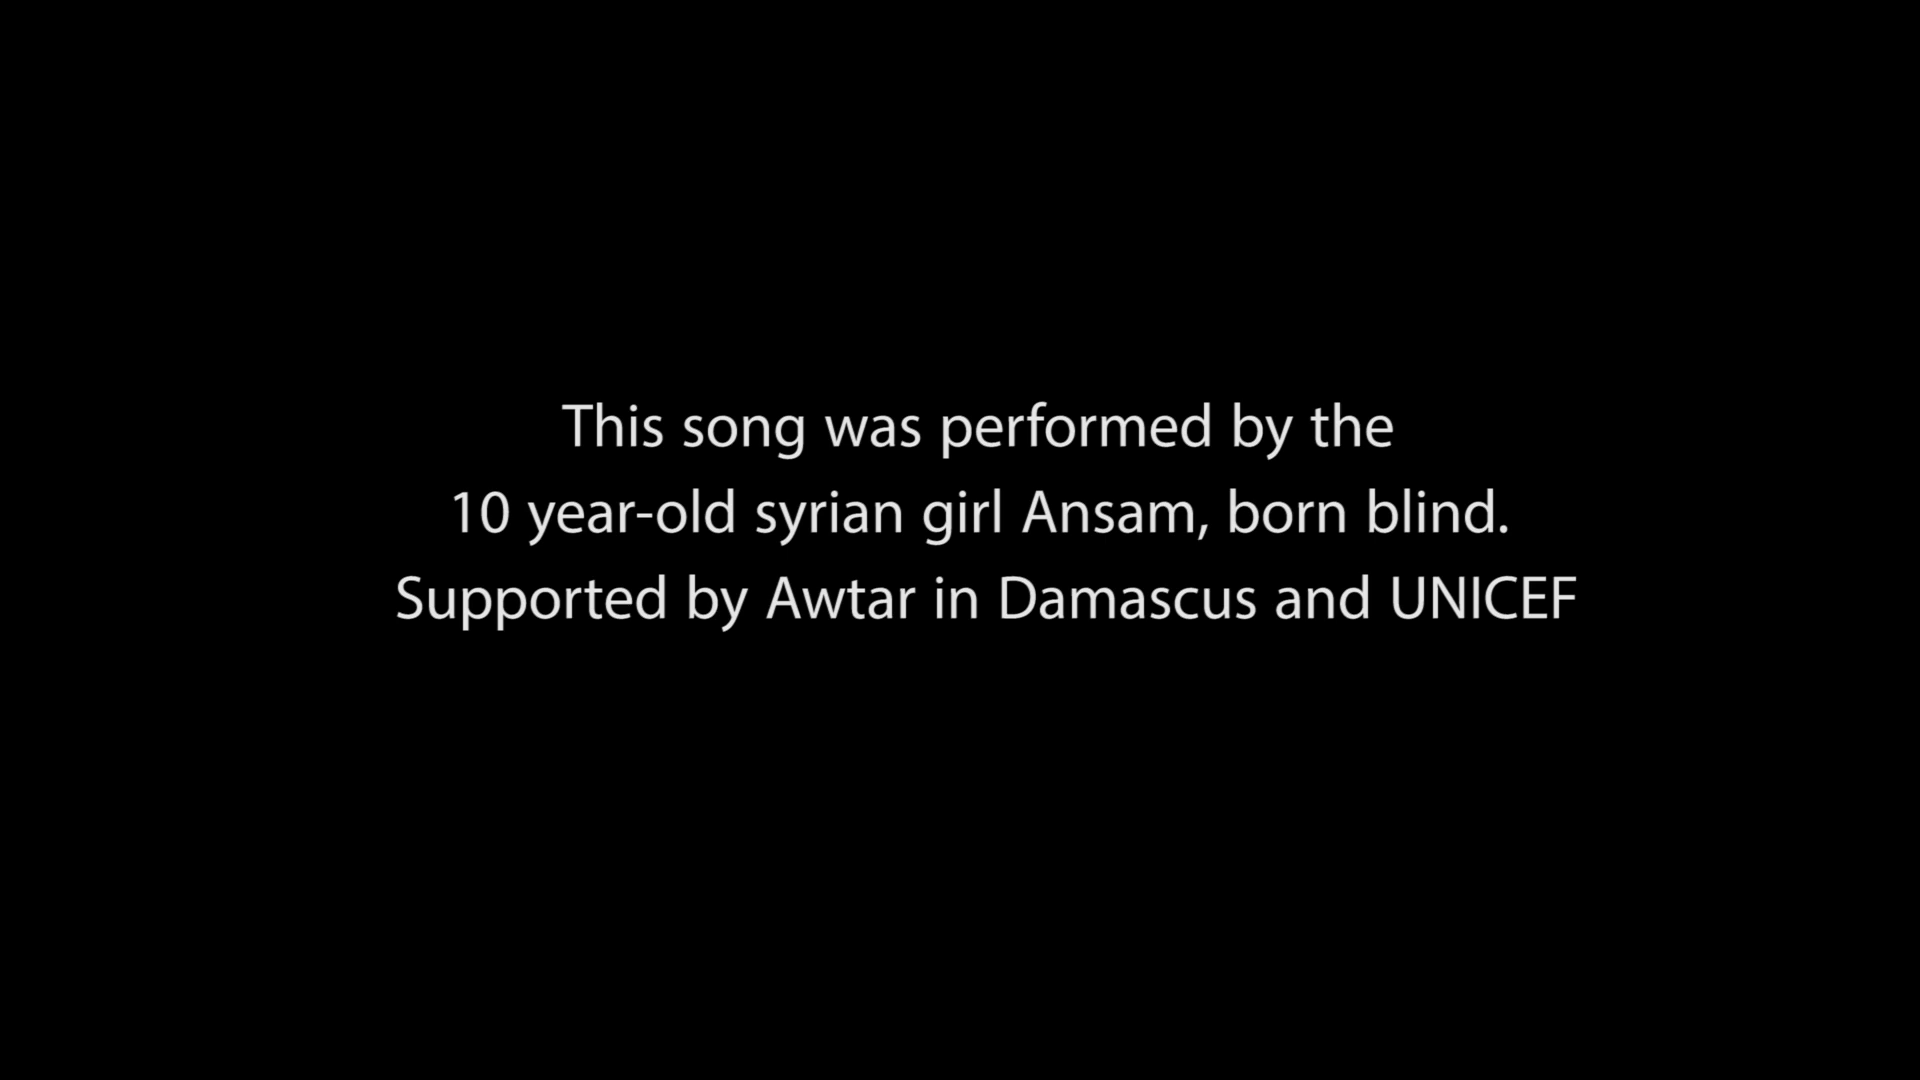 This song was performed by the
10 year-old syrian girl Ansam, born blind.
Supported by Awtar in Damascus and UNICEF